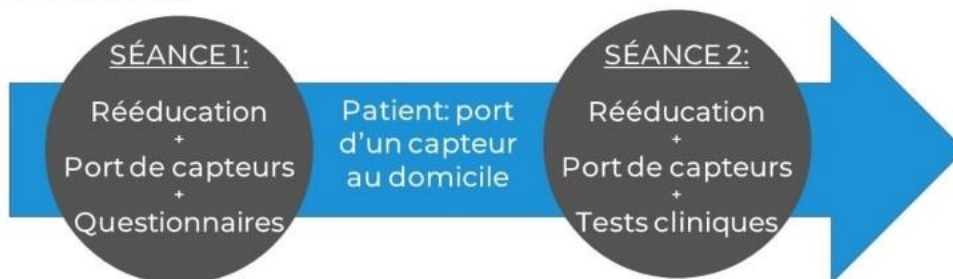 SÉANCE 1:
Rééducation
+
Port de capteurs
+
Questionnaires
Patient: port
d'un capteur
au domicile
SÉANCE 2:
Rééducation
+
Port de capteurs
+
Tests cliniques